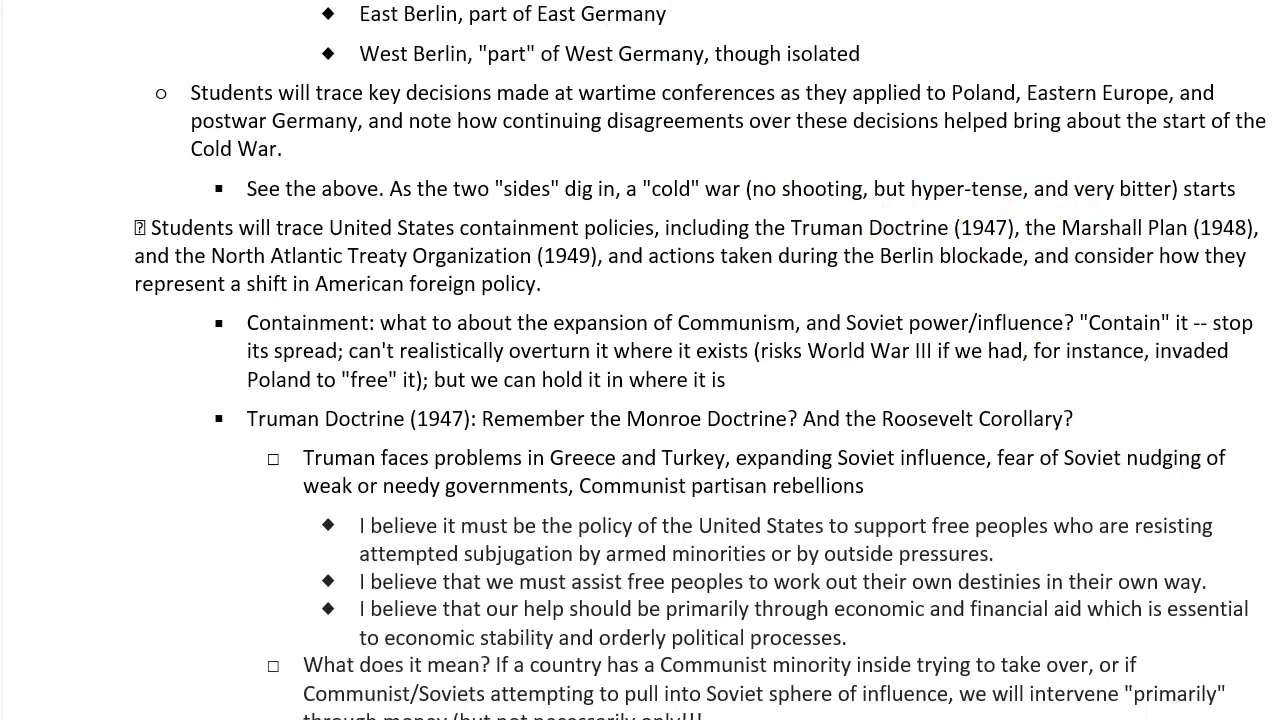 ◆ East Berlin, part of East Germany
◆ West Berlin, "part" of West Germany, though isolated
○ Students will trace key decisions made at wartime conferences as they applied to Poland, Eastern Europe, and
postwar Germany, and note how continuing disagreements over these decisions helped bring about the start of the
Cold War.
▪ See the above. As the two "sides" dig in, a "cold" war (no shooting, but hyper-tense, and very bitter) starts
⍰ Students will trace United States containment policies, including the Truman Doctrine (1947), the Marshall Plan (1948),
and the North Atlantic Treaty Organization (1949), and actions taken during the Berlin blockade, and consider how they
represent a shift in American foreign policy.
▪ Containment: what to about the expansion of Communism, and Soviet power/influence? "Contain" it -- stop
its spread; can't realistically overturn it where it exists (risks World War III if we had, for instance, invaded
Poland to "free" it); but we can hold it in where it is
▪ Truman Doctrine (1947): Remember the Monroe Doctrine? And the Roosevelt Corollary?
□ Truman faces problems in Greece and Turkey, expanding Soviet influence, fear of Soviet nudging of
weak or needy governments, Communist partisan rebellions
◆ I believe it must be the policy of the United States to support free peoples who are resisting
attempted subjugation by armed minorities or by outside pressures.
◆ I believe that we must assist free peoples to work out their own destinies in their own way.
◆ I believe that our help should be primarily through economic and financial aid which is essential
to economic stability and orderly political processes.
□ What does it mean? If a country has a Communist minority inside trying to take over, or if
Communist/Soviets attempting to pull into Soviet sphere of influence, we will intervene "primarily"
through money (but not necessarily only!!!